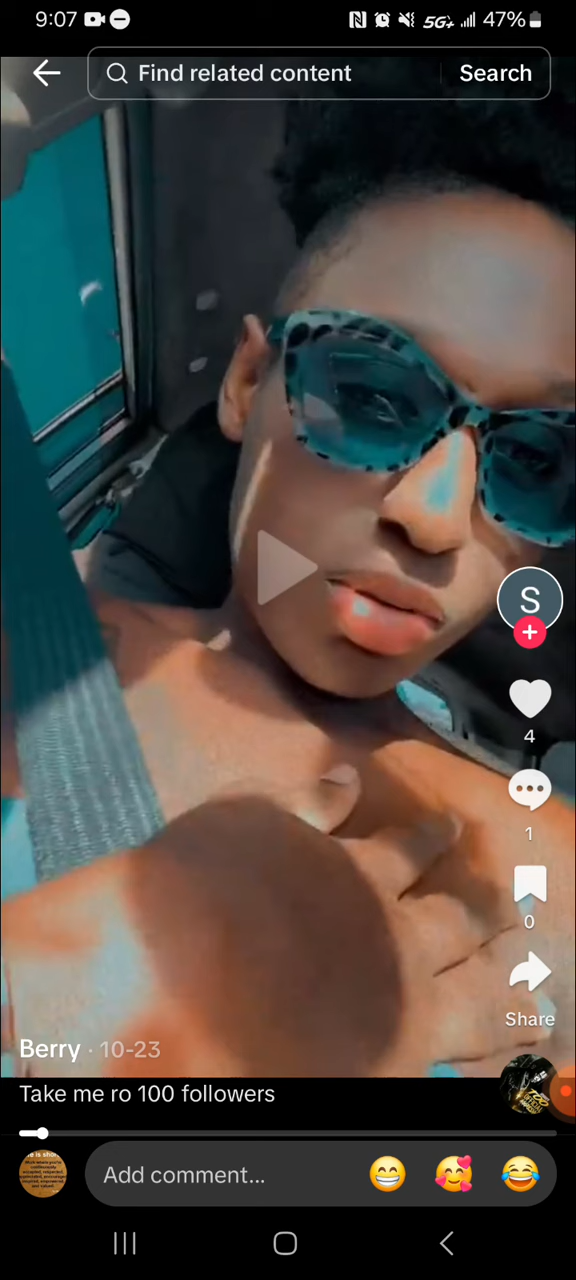 9:07
5G+ 47%
Find related content
Search
S
4
1
0
Share
Berry · 10-23
Take me ro 100 followers
Add comment...